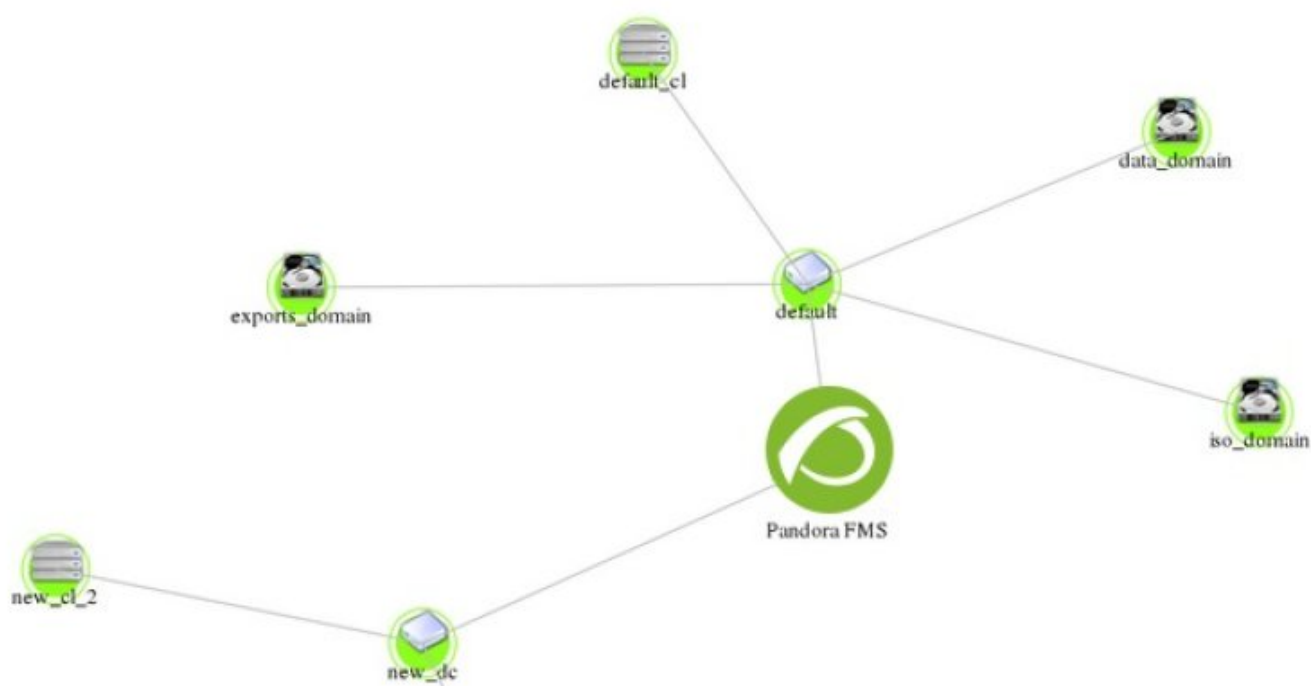 default_cl
data_domain
exports_domain
default
iso_domain
Pandora FMS
new_cl_2
new_dc